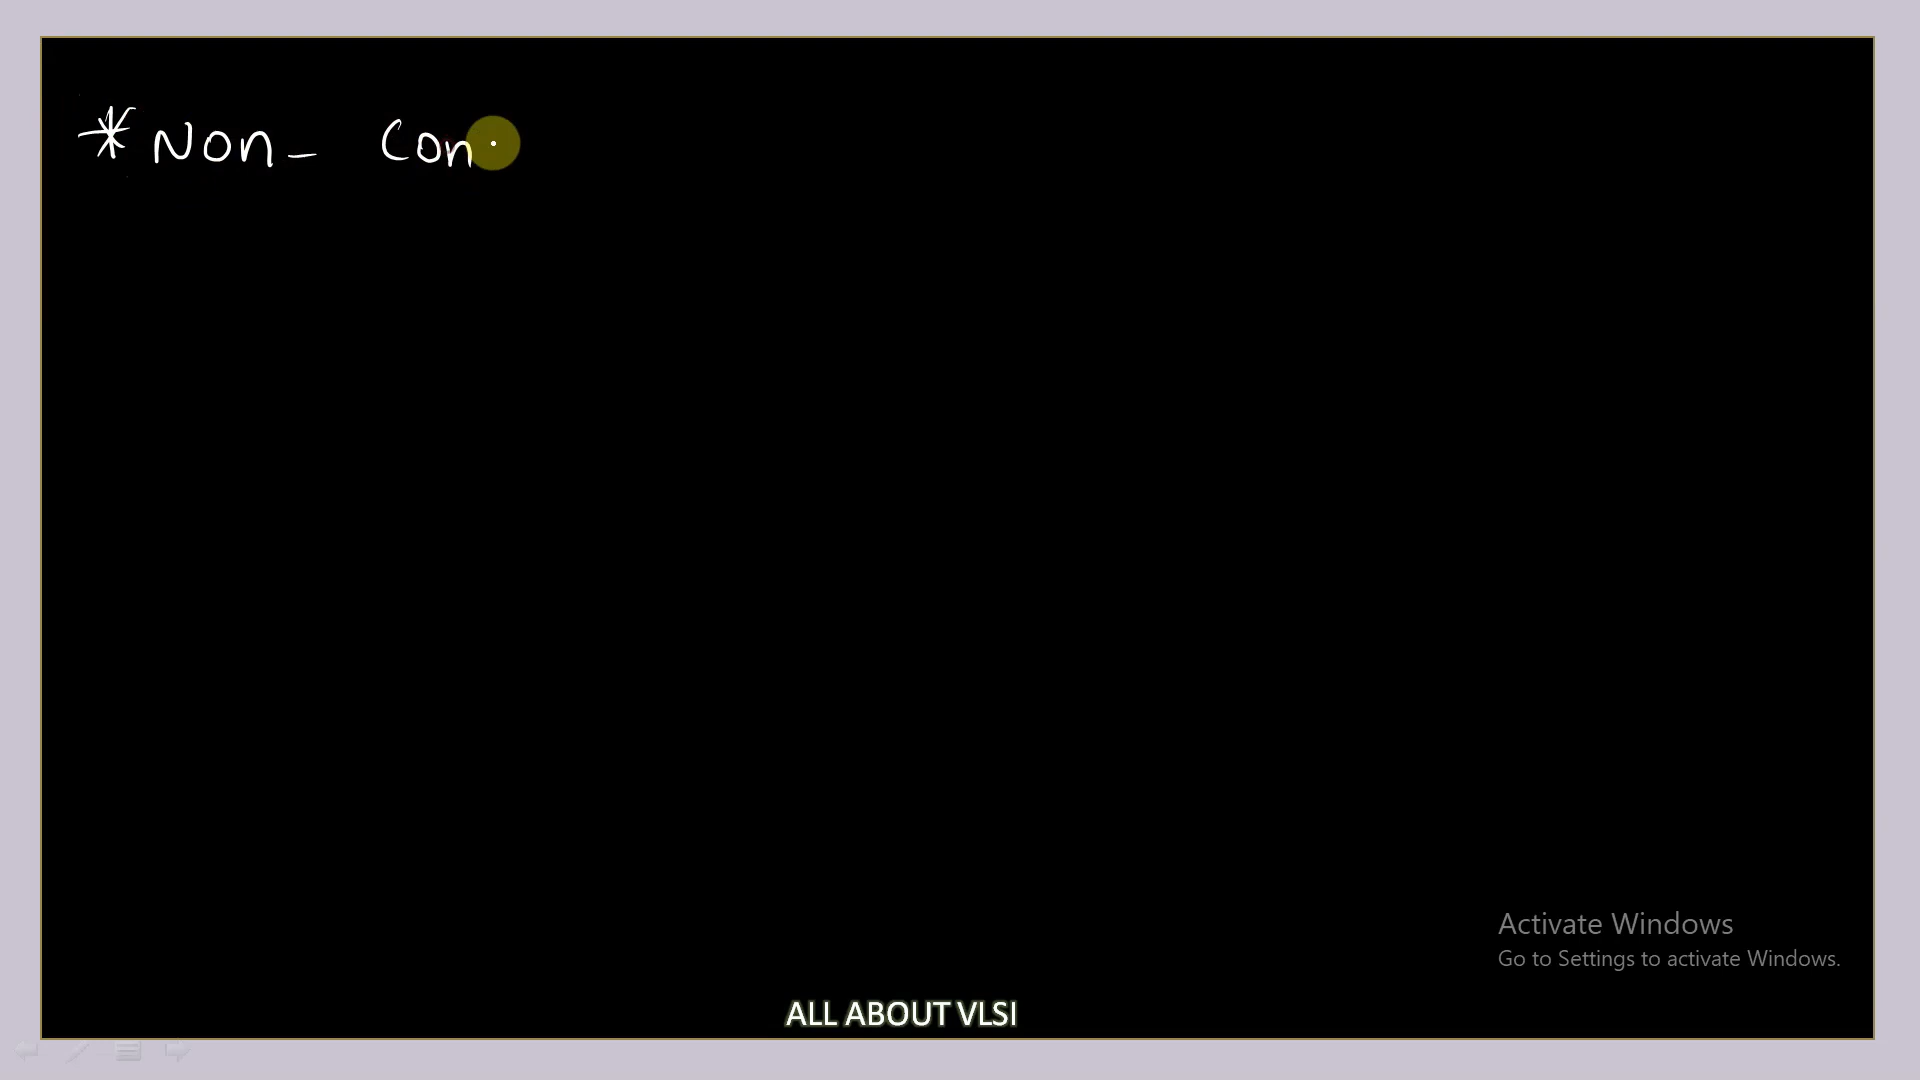 *Non- Con
Activate Windows
Go to Settings to activate Windows.
ALL ABOUT VLSI